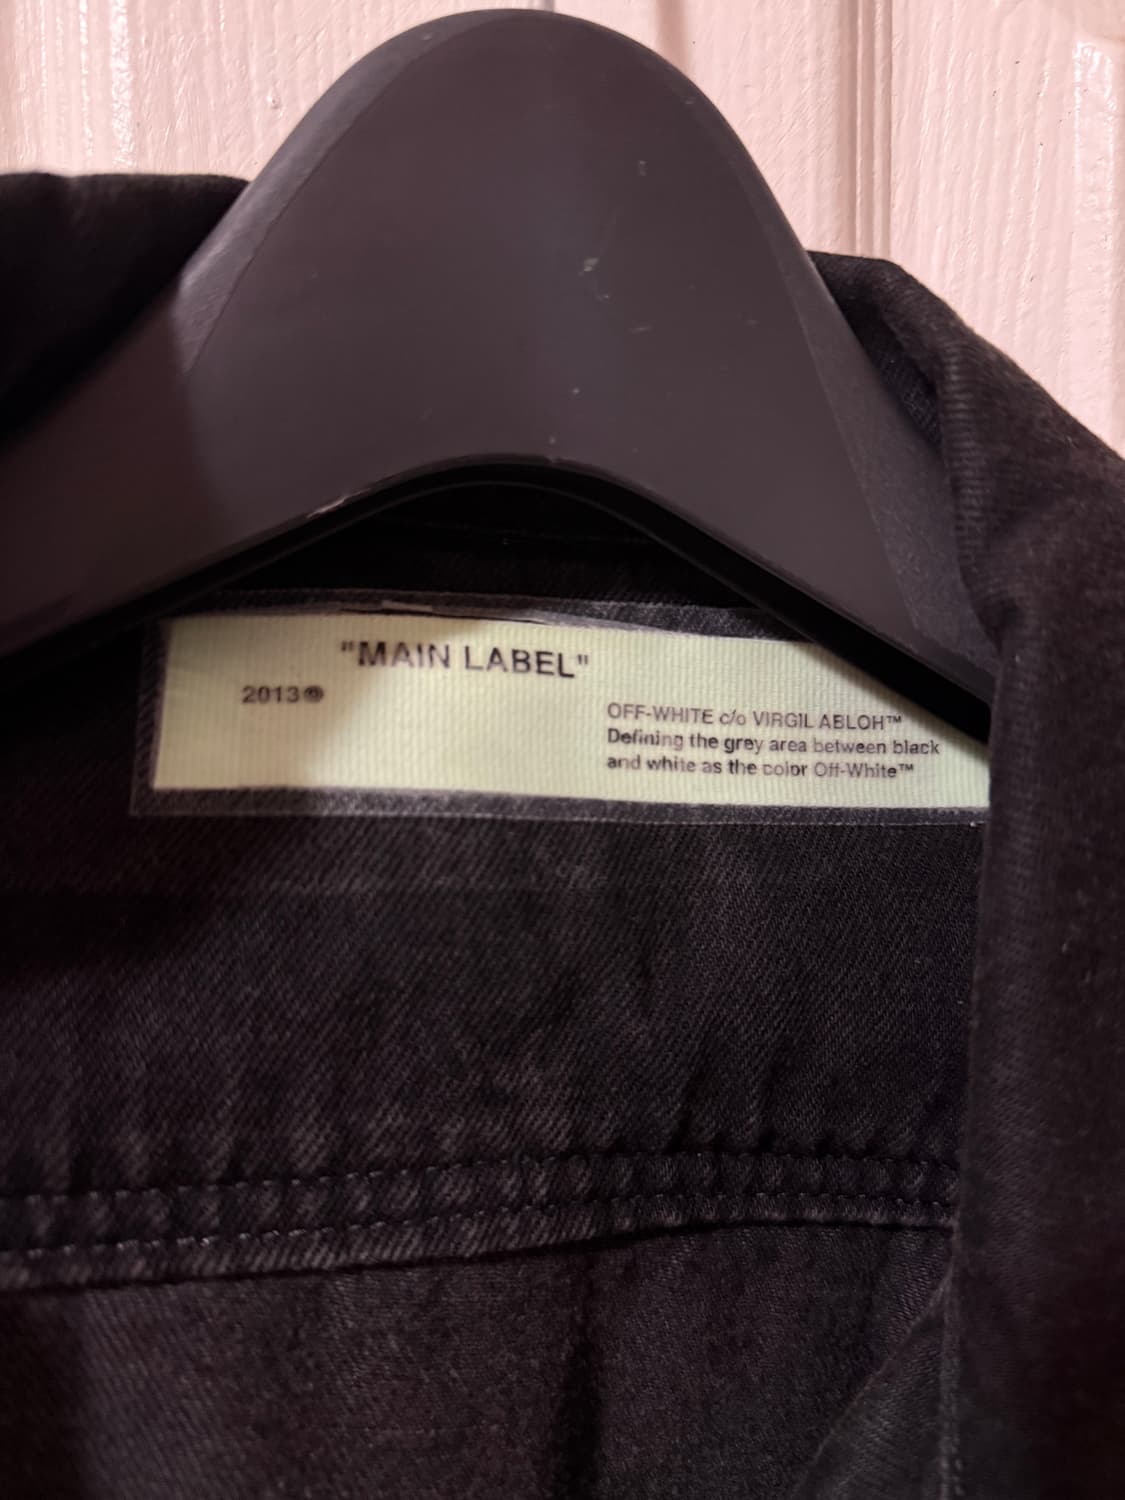 "MAIN LABEL"
2013®
OFF-WHITE c/o VIRGIL ABLOH™
Defining the grey area between black
and white as the color Off-White™